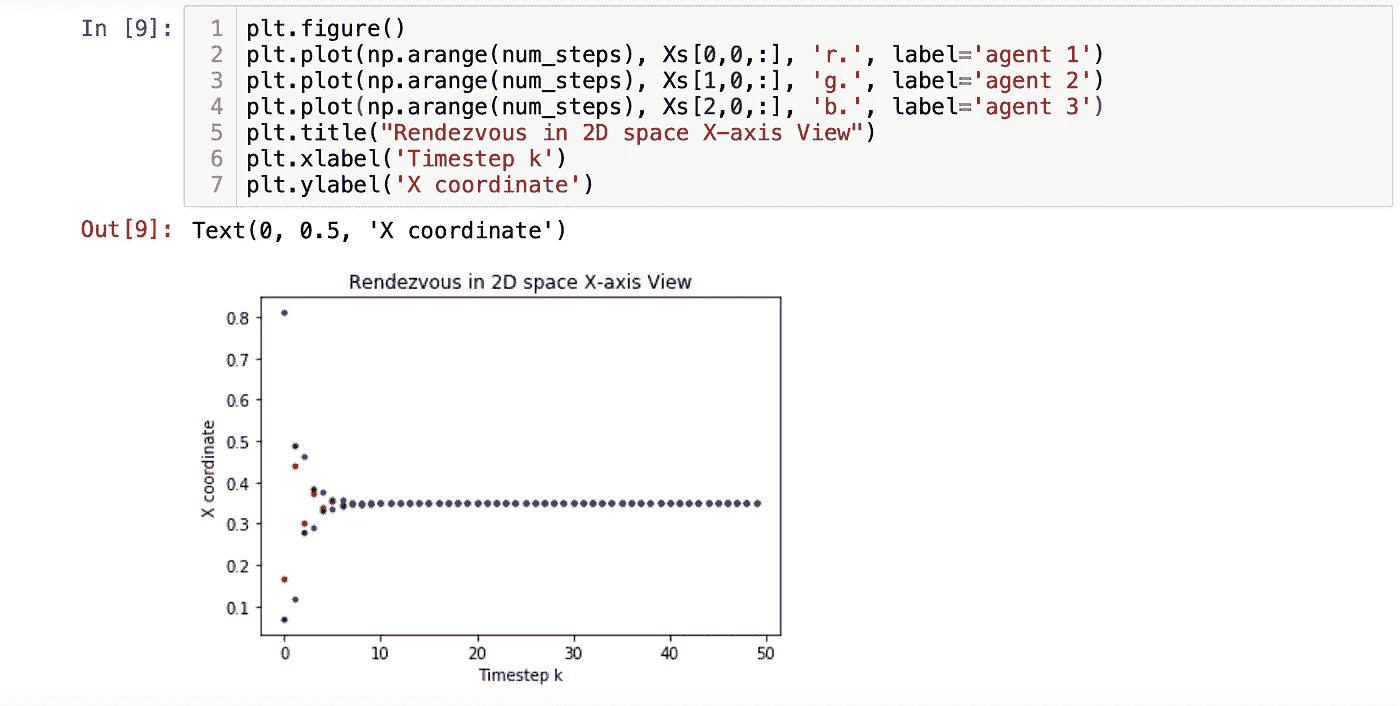 In [9]:
1 plt.figure()
2 plt.plot(np.arange(num_steps), Xs[0,0,:], 'r.', label='agent 1')
3 plt.plot(np.arange(num_steps), Xs[1,0,:], 'g.', label='agent 2')
4 plt.plot(np.arange(num_steps), Xs[2,0,:], 'b.', label='agent 3')
5 plt.title("Rendezvous in 2D space X-axis View")
6 plt.xlabel('Timestep k')
7 plt.ylabel('X coordinate')
Out[9]: Text(0, 0.5, 'X coordinate')
Rendezvous in 2D space X-axis View
X coordinate
0.8
0.7
0.6
0.5
0.4
0.3
0.2
0.1
0 10 20 30 40 50
Timestep k